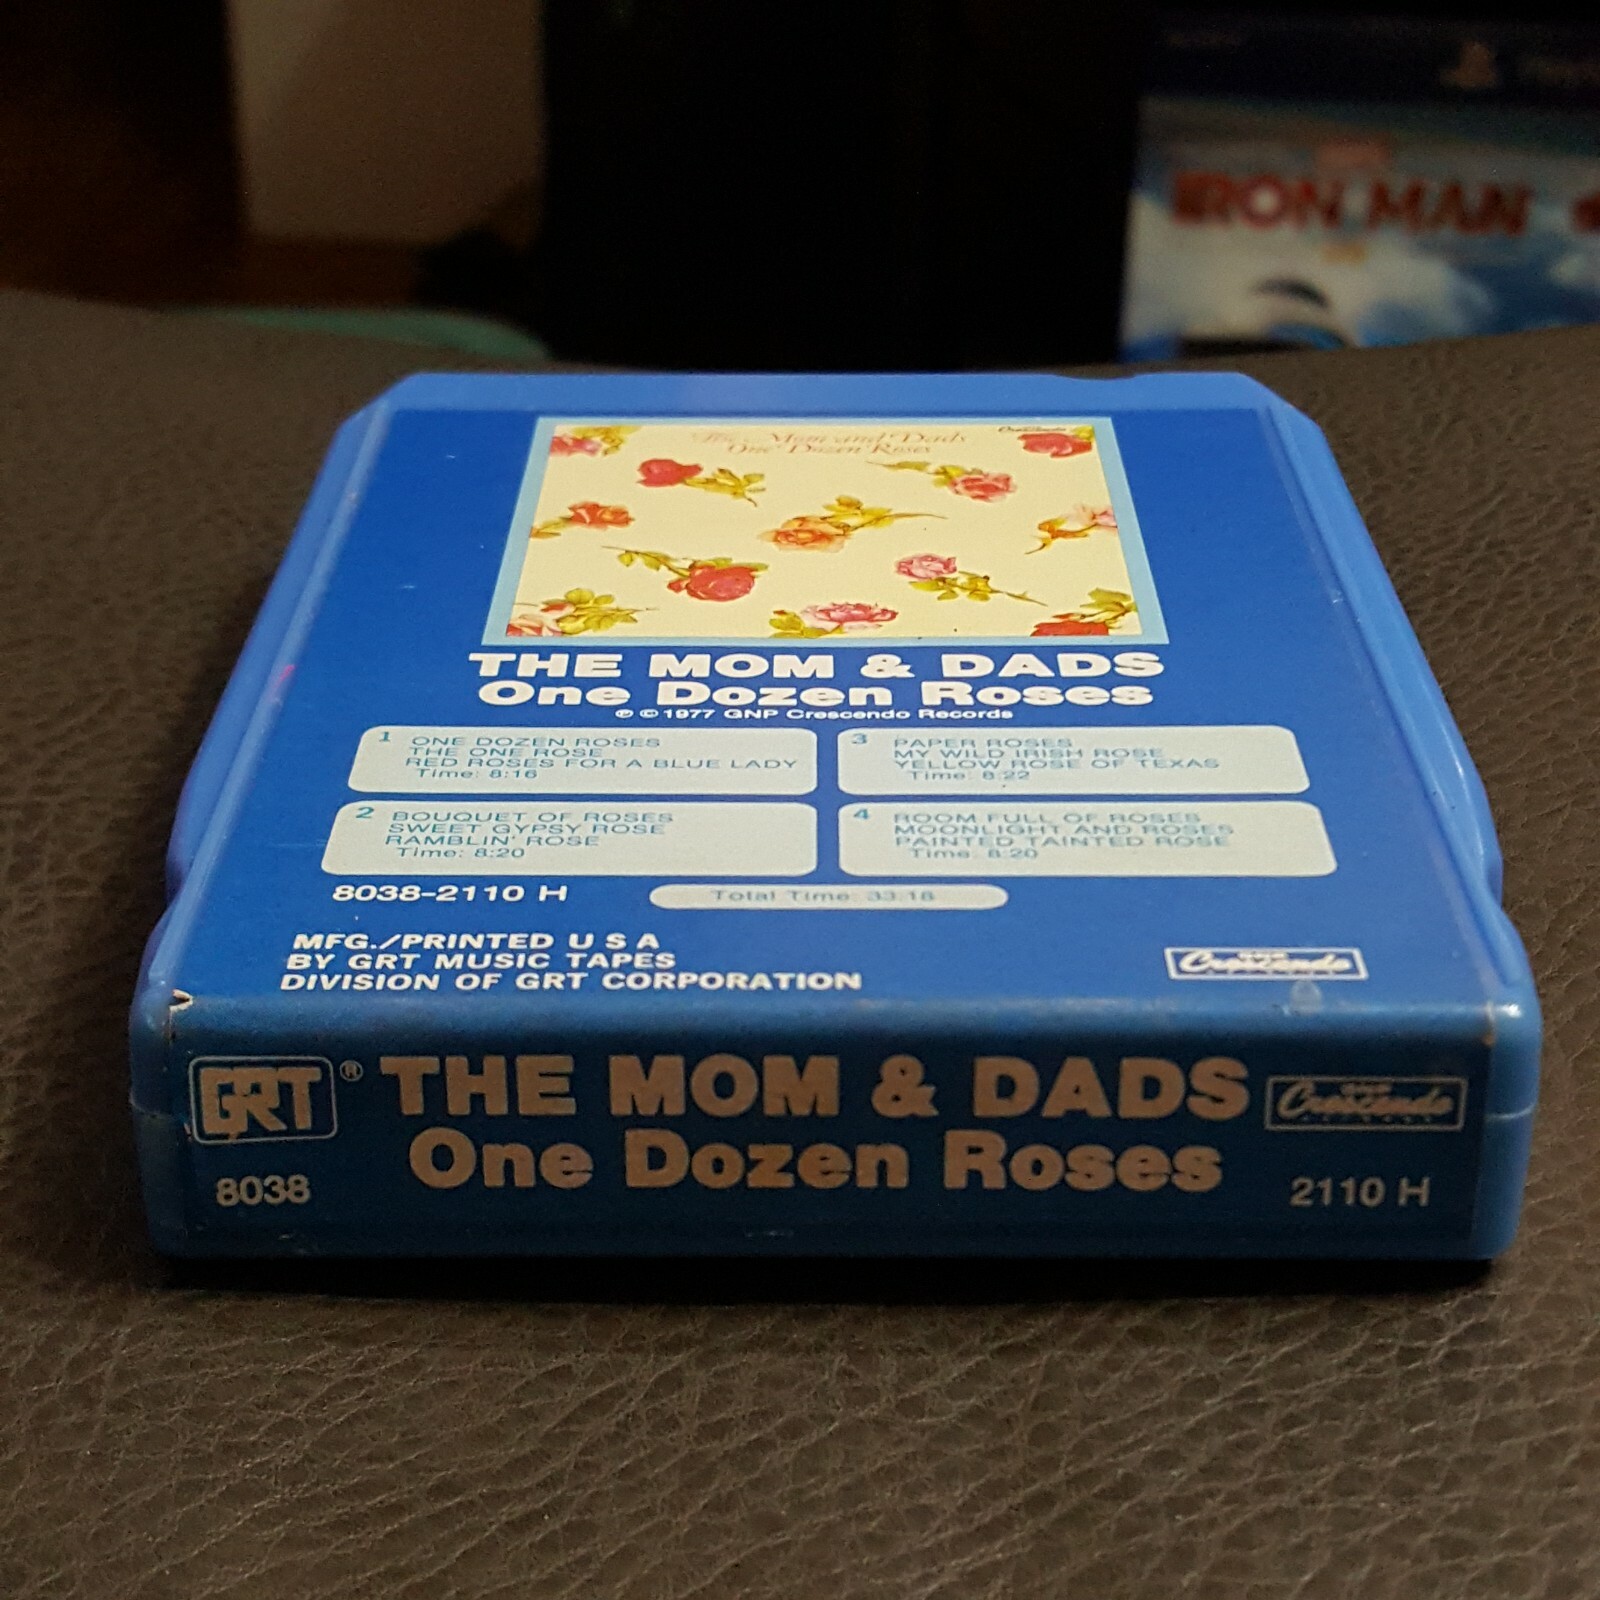 IRON MAN
The Mom and Dads
One Dozen Roses
Crescendo
THE MOM & DADS
One Dozen Roses
℗ © 1977 GNP Crescendo Records
1 ONE DOZEN ROSES
THE ONE ROSE
RED ROSES FOR A BLUE LADY
Time: 8:16
2 BOUQUET OF ROSES
SWEET GYPSY ROSE
RAMBLIN' ROSE
Time: 8:20
3 PAPER ROSES
MY WILD IRISH ROSE
YELLOW ROSE OF TEXAS
Time: 8:22
4 ROOM FULL OF ROSES
MOONLIGHT AND ROSES
PAINTED TAINTED ROSE
Time: 8:20
8038-2110 H
Total Time: 33:18
MFG./PRINTED U S A
BY GRT MUSIC TAPES
DIVISION OF GRT CORPORATION
Crescendo
GRT®
THE MOM & DADS
One Dozen Roses
Crescendo
8038
2110 H